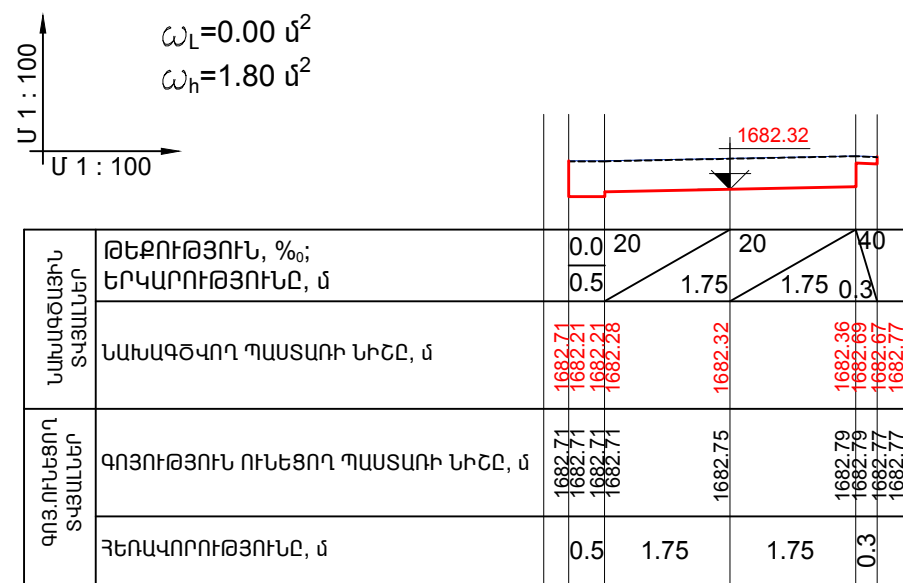 ω_L=0.00 մ²
ω_h=1.80 մ²
Մ 1 : 100
Մ 1 : 100
1682.32
ՆԱԽԱԳԾԱՅԻՆ
ՏՎՅԱԼՆԵՐ
ԹԵՔՈՒԹՅՈՒՆ, ‰;
ԵՐԿԱՐՈՒԹՅՈՒՆԸ, մ
0.0 20 20 40
0.5 1.75 1.75 0.3
ՆԱԽԱԳԾՎՈՂ ՊԱՍՏԱՌԻ ՆԻՇԸ, մ
1682.71 1682.21 1682.21 1682.28 1682.32 1682.36 1682.69 1682.67 1682.77
ԳՈՅ.ՈՒՆԵՑՈՂ
ՏՎՅԱԼՆԵՐ
ԳՈՅՈՒԹՅՈՒՆ ՈՒՆԵՑՈՂ ՊԱՍՏԱՌԻ ՆԻՇԸ, մ
1682.71 1682.71 1682.71 1682.71 1682.75 1682.79 1682.79 1682.77 1682.77
ՀԵՌԱՎՈՐՈՒԹՅՈՒՆԸ, մ
0.5 1.75 1.75 0.3